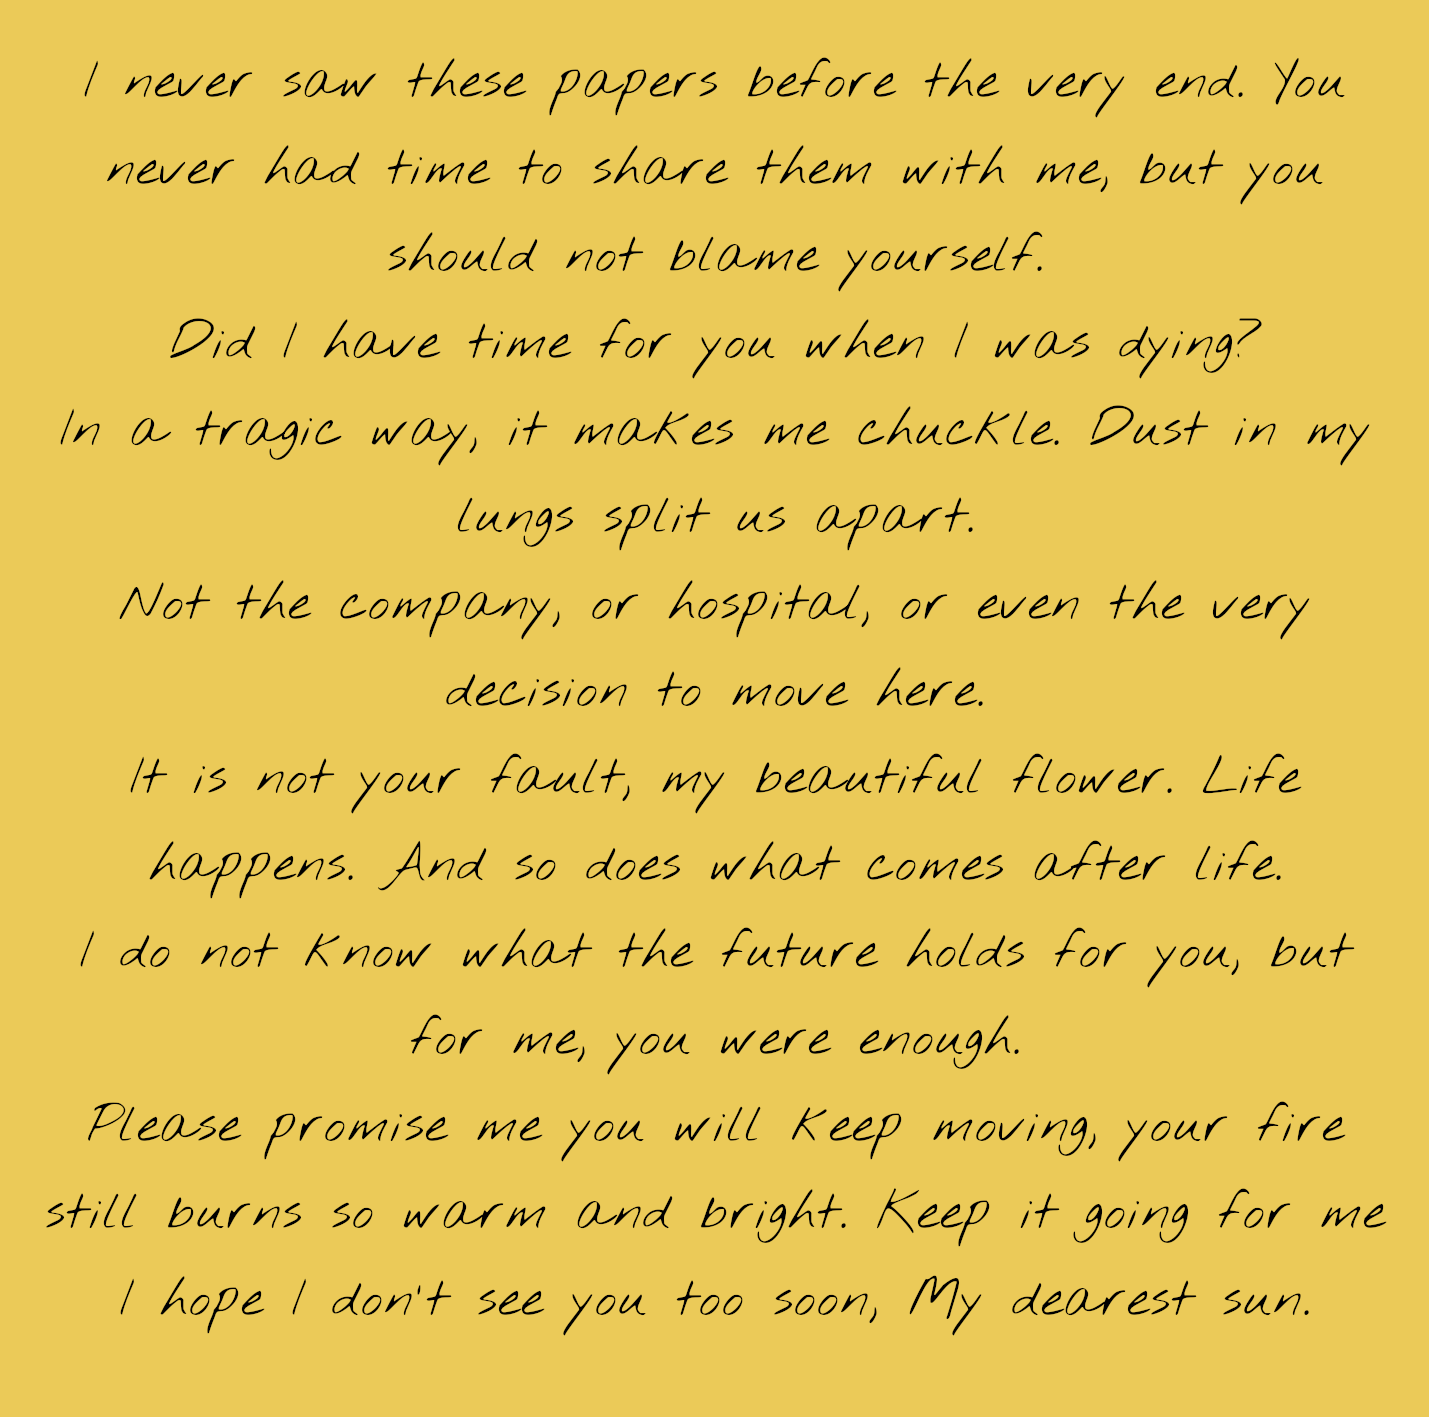 I never saw these papers before the very end. You
never had time to share them with me, but you
should not blame yourself.
Did I have time for you when I was dying?
In a tragic way, it makes me chuckle. Dust in my
lungs split us apart.
Not the company, or hospital, or even the very
decision to move here.
It is not your fault, my beautiful flower. Life
happens. And so does what comes after life.
I do not know what the future holds for you, but
for me, you were enough.
Please promise me you will keep moving, your fire
still burns so warm and bright. Keep it going for me
I hope I don't see you too soon, My dearest sun.